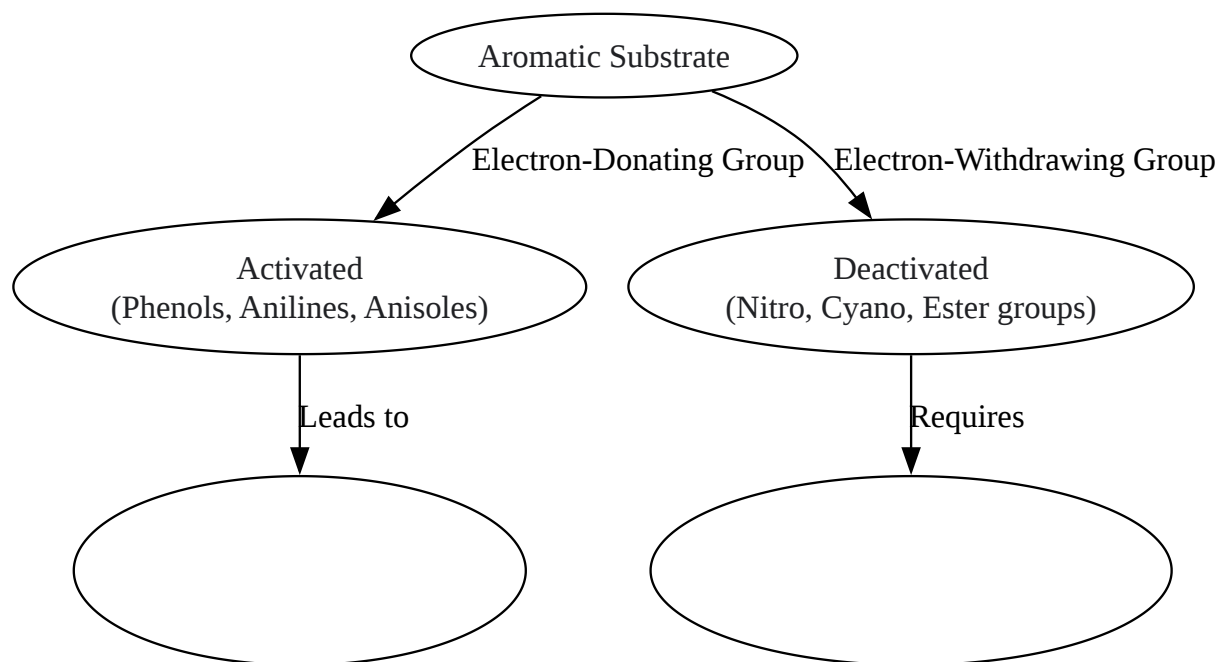 Aromatic Substrate
Electron-Donating Group
Electron-Withdrawing Group
Activated
(Phenols, Anilines, Anisoles)
Deactivated
(Nitro, Cyano, Ester groups)
Leads to
Requires